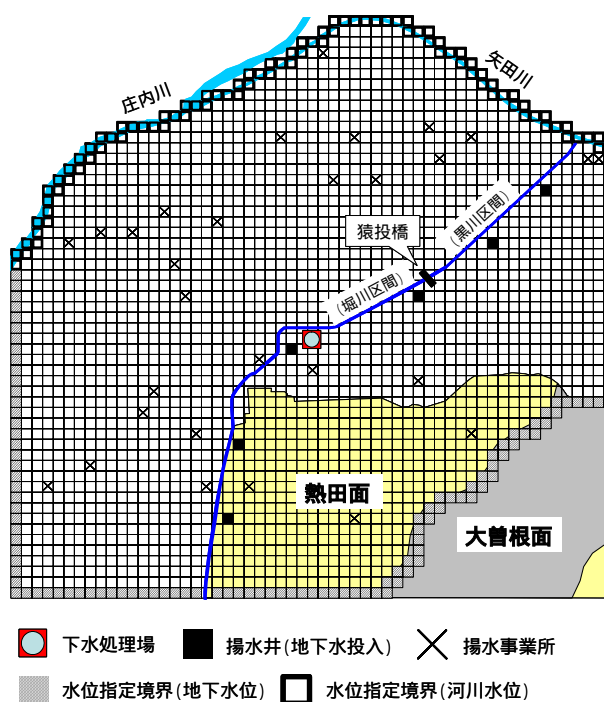 庄内川
矢田川
猿投橋
(黒川区間)
(堀川区間)
熱田面
大曽根面
下水処理場
揚水井(地下水投入)
揚水事業所
水位指定境界(地下水位)
水位指定境界(河川水位)